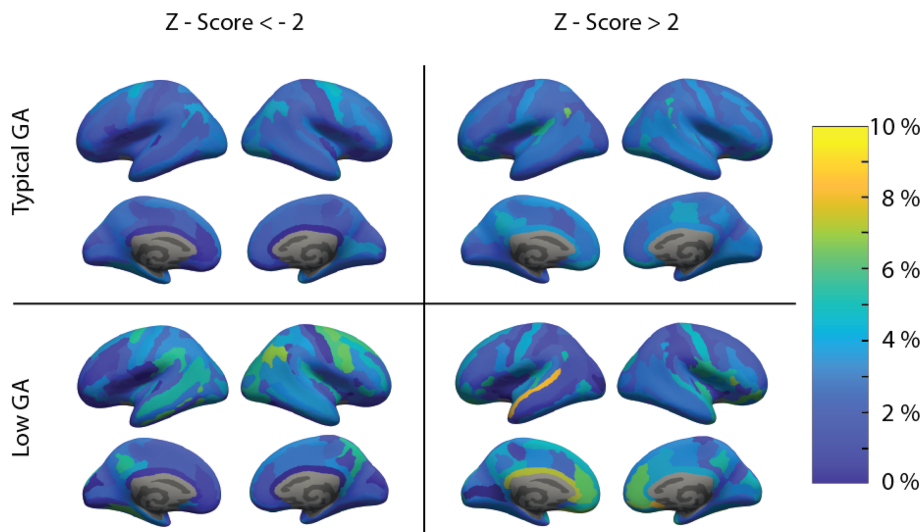 Z - Score < - 2
Z - Score > 2
Typical GA
Low GA
10 %
8 %
6 %
4 %
2 %
0 %